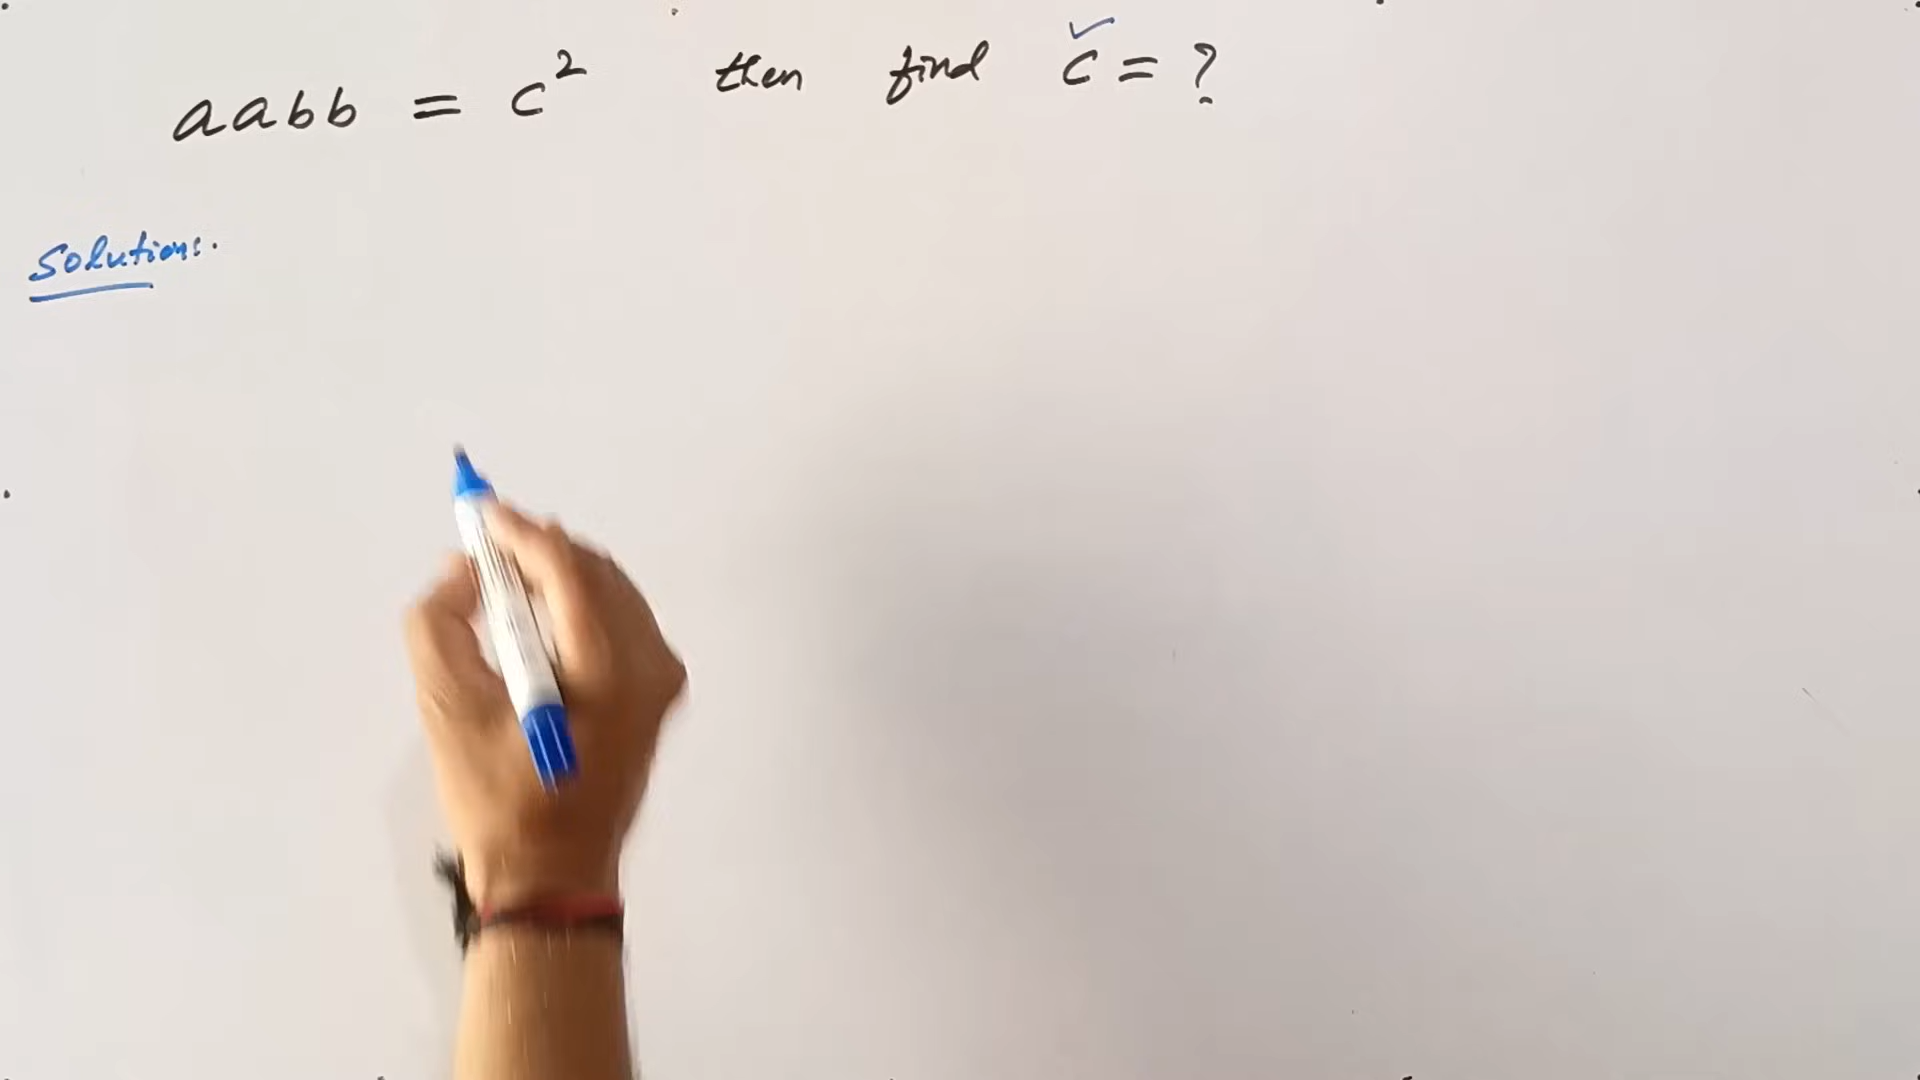 aabb = c² then find c = ?
Solution:.